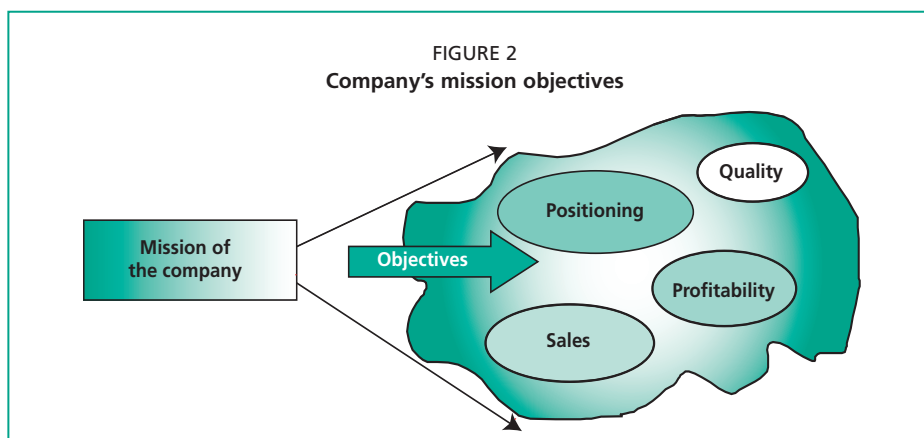 FIGURE 2
Company's mission objectives
Quality
Positioning
Mission of
the company
Objectives
Profitability
Sales